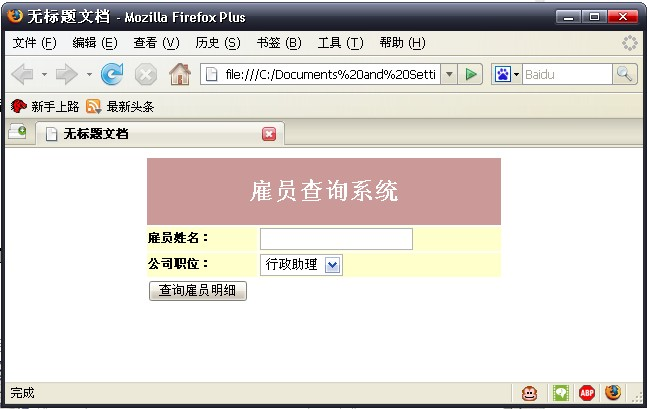 无标题文档 - Mozilla Firefox Plus
文件 (F) 编辑 (E) 查看 (V) 历史 (S) 书签 (B) 工具 (T) 帮助 (H)
file:///C:/Documents%20and%20Setti Baidu
新手上路 最新头条
无标题文档
雇员查询系统
雇员姓名：
公司职位： 行政助理
查询雇员明细
完成 ABP